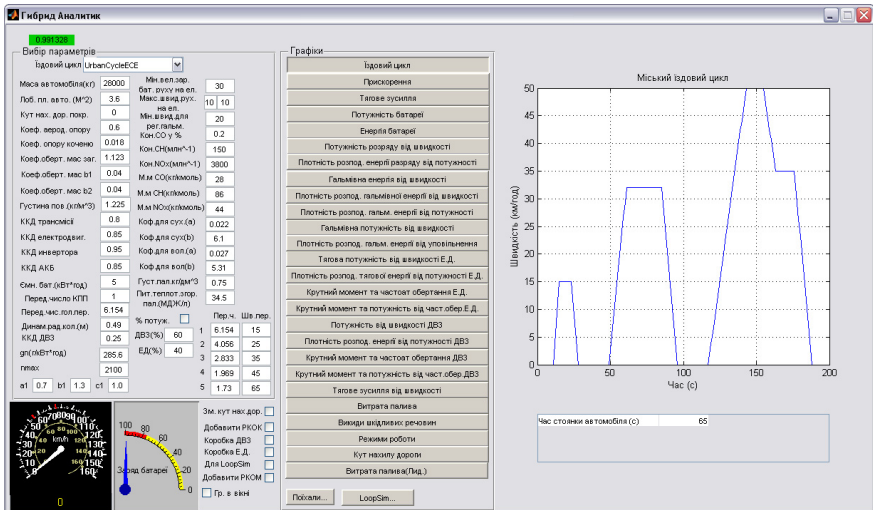 Гибрид Аналитик
0.991328
Вибір параметрів
Їздовий цикл UrbanCycleECE
Маса автомобіля(кг) 28000
Лоб. пл. авто. (М^2) 3.6
Кут нах. дор. покр. 0
Коеф. аерод. опору 0.6
Коеф. опору коченню 0.018
Коеф.оберт. мас заг. 1.123
Коеф.оберт. мас b1 0.04
Коеф.оберт. мас b2 0.04
Густина пов.(кг/м^3) 1.225
ККД трансмісії 0.8
ККД електродвиг. 0.85
ККД инвертора 0.95
ККД АКБ 0.85
Ємн. бат.(кВт*год) 5
Перед.число КПП 1
Перед.чис.гол.пер. 6.154
Динам.рад.кол.(м) 0.49
ККД ДВЗ 0.25
gn(г/кВт*год) 285.6
nmax 2100
a1 0.7 b1 1.3 c1 1.0
Мін.вел.зар. бат. руху на ел. 30
Макс.швид.рух. на ел. 10 10
Мін.швид.для рег.гальм. 20
Кон.CO у % 0.2
Кон.CH(млн^-1) 150
Кон.NOx(млн^-1) 3800
М.м CO(кг/кмоль) 28
М.м CH(кг/кмоль) 86
М.м NOx(кг/кмоль) 44
Коф.для сух.(a) 0.022
Коф.для сух(b) 6.1
Коф.для вол.(a) 0.027
Коф.для вол(b) 5.31
Густ.пал.кг/дм^3 0.75
Пит.теплот.згор. пал.(МДЖ/л) 34.5
% потуж.
ДВЗ(%) 60
ЕД(%) 40
Пер.ч. Шв.пер.
1 6.154 15
2 4.056 25
3 2.833 35
4 1.969 45
5 1.73 65
km/h
0
100 80 60 40 20 0
Заряд батареї
Зм. кут нах.дор.
Добавити РКОК
Коробка ДВЗ
Коробка Е.Д.
Для LoopSim
Добавити РКОМ
Гр. в вікні
Графіки
Їздовий цикл
Прискорення
Тягове зусилля
Потужність батареї
Енергія батареї
Потужність розряду від швидкості
Плотність розпод. енергії разряду від потужності
Гальмівна енергія від швидкості
Плотність розпод. гальмівної енергії від швидкості
Плотність розпод. гальм. енергії від потужності
Гальмівна потужність від швидкості
Плотність розпод. гальм. енергії від уповільнення
Тягова потужність від швидкості Е.Д.
Плотність розпод. тягової енергії від потужності Е.Д.
Крутний момент та частоат обертання Е.Д.
Крутний момент та потужність від част.обер.Е.Д.
Потужність від швидкості ДВЗ
Плотність розпод. енергії від потужності ДВЗ
Крутний момент та частоат обертання ДВЗ
Крутний момент та потужність від част.обер.ДВЗ
Тягове зусилля від швидкості
Витрата палива
Викиди шкідливих речовин
Режими роботи
Кут нахилу дороги
Витрата палива(Лид.)
Поїхали...
LoopSim...
Міський їздовий цикл
Швидкість (км/год)
50
45
40
35
30
25
20
15
10
5
0
0 50 100 150 200
Час (с)
Час стоянки автомобіля (с) 65